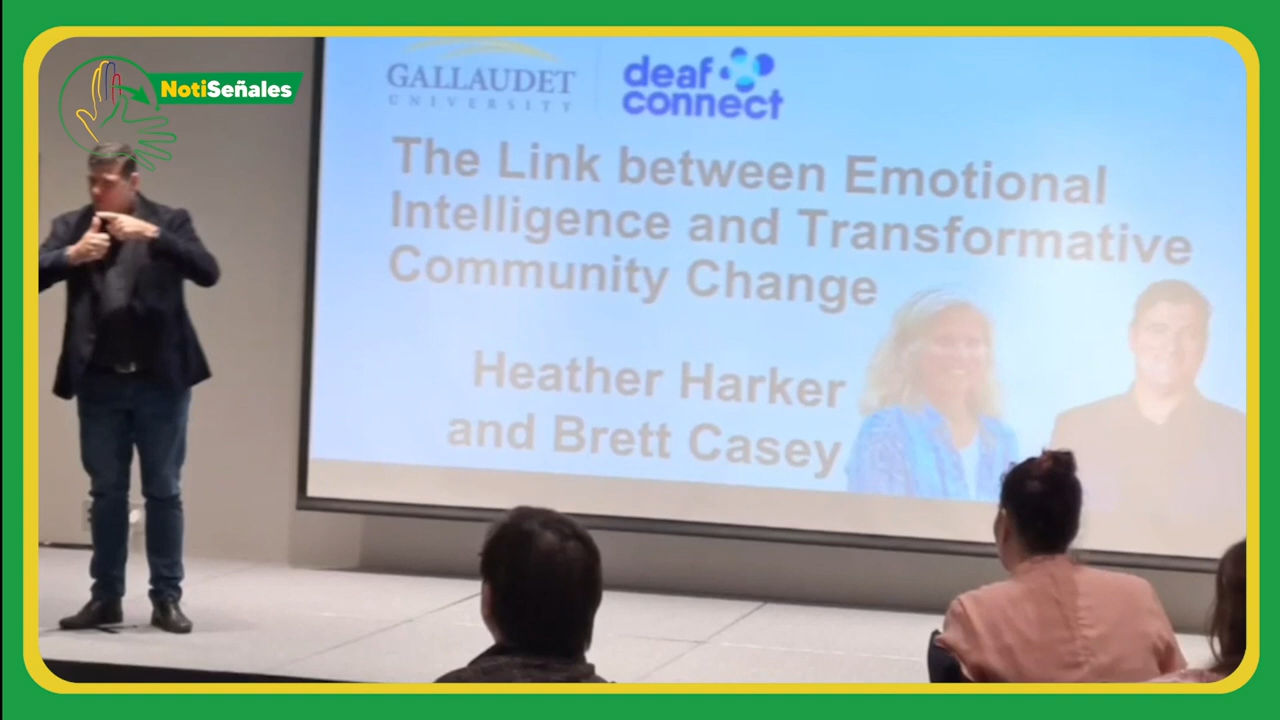 NotiSeñales
GALLAUDET
UNIVERSITY
deaf
connect
The Link between Emotional
Intelligence and Transformative
Community Change
Heather Harker
and Brett Casey